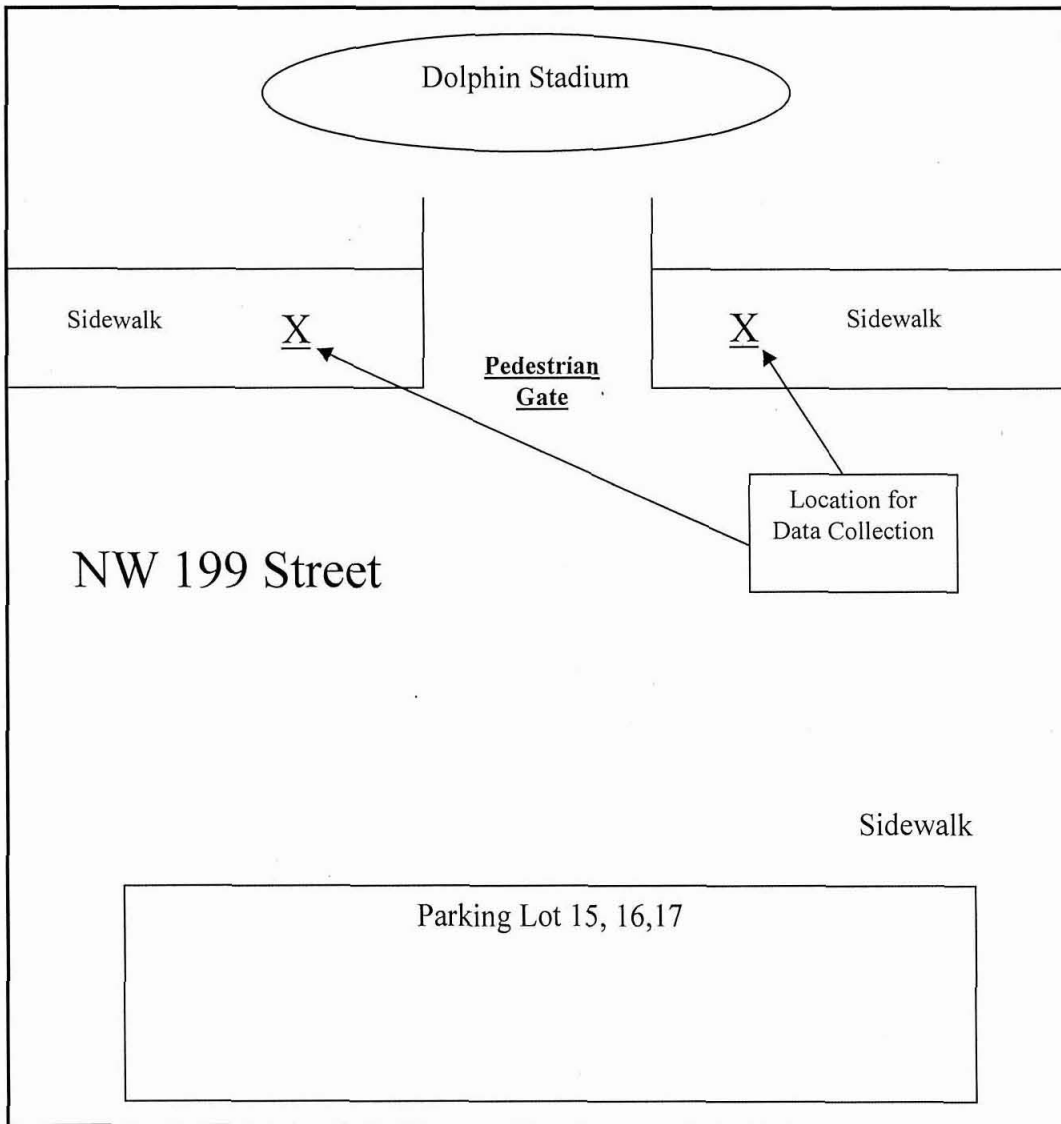 Dolphin Stadium
Sidewalk
X
X
Sidewalk
Pedestrian
Gate
Location for
Data Collection
NW 199 Street
Sidewalk
Parking Lot 15, 16,17